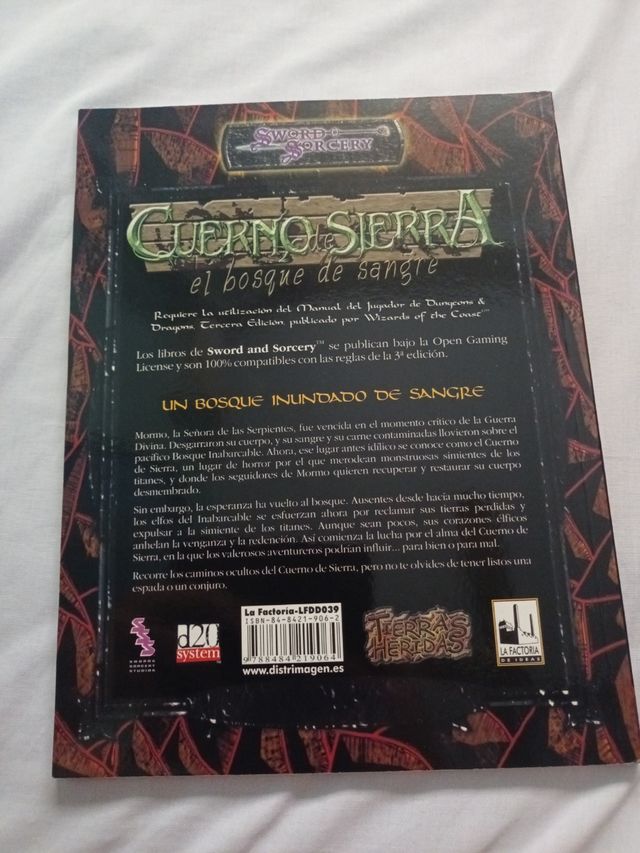 SWORD & SORCERY
CUERNO de SIERRA
el bosque de sangre
Requiere la utilización del Manual del Jugador de Dungeons &
Dragons, Tercera Edición, publicado por Wizards of the Coast™
Los libros de Sword and Sorcery™ se publican bajo la Open Gaming
License y son 100% compatibles con las reglas de la 3ª edición.
UN BOSQUE INUNDADO DE SANGRE
Mormo, la Señora de las Serpientes, fue vencida en el momento crítico de la Guerra
Divina. Desgarraron su cuerpo, y su sangre y su carne contaminadas llovieron sobre el
pacífico Bosque Inabarcable. Ahora, ese lugar antes idílico se conoce como el Cuerno
de Sierra, un lugar de horror por el que merodean monstruosas simientes de los
titanes, y donde los seguidores de Mormo quieren recuperar y restaurar su cuerpo
desmembrado.
Sin embargo, la esperanza ha vuelto al bosque. Ausentes desde hacía mucho tiempo,
los elfos del Inabarcable se esfuerzan ahora por reclamar sus tierras perdidas y
expulsar a la simiente de los titanes. Aunque sean pocos, sus corazones élficos
anhelan la venganza y la redención. Así comienza la lucha por el alma del Cuerno de
Sierra, en la que los valerosos aventureros podrían influir... para bien o para mal.
Recorre los caminos ocultos del Cuerno de Sierra, pero no te olvides de tener listos una
espada o un conjuro.
SSS
SWORD
SORCERY
STUDIOS
d20
system
La Factoria-LFDD039
ISBN-84-8421-906-2
9788484219064
www.distrimagen.es
TIERRAS
HERIDAS
LA FACTORIA
DE IDEAS